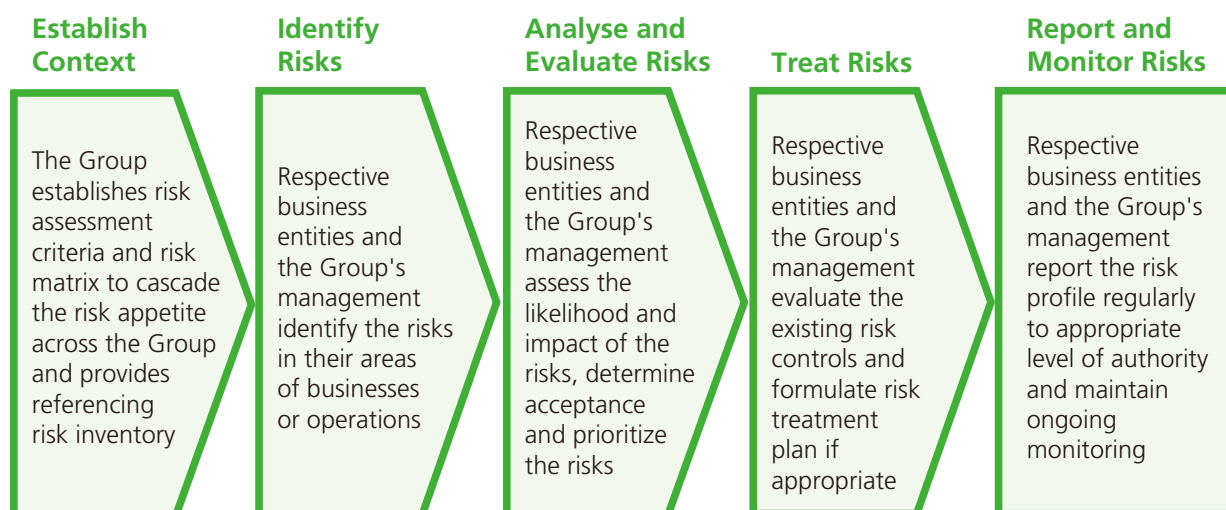 Establish
Context
The Group
establishes risk
assessment
criteria and risk
matrix to cascade
the risk appetite
across the Group
and provides
referencing
risk inventory
Identify
Risks
Respective
business
entities and
the Group's
management
identify the risks
in their areas
of businesses
or operations
Analyse and
Evaluate Risks
Respective
business
entities and
the Group's
management
assess the
likelihood and
impact of the
risks, determine
acceptance
and prioritize
the risks
Treat Risks
Respective
business
entities and
the Group's
management
evaluate the
existing risk
controls and
formulate risk
treatment
plan if
appropriate
Report and
Monitor Risks
Respective
business entities
and the Group's
management
report the risk
profile regularly
to appropriate
level of authority
and maintain
ongoing
monitoring